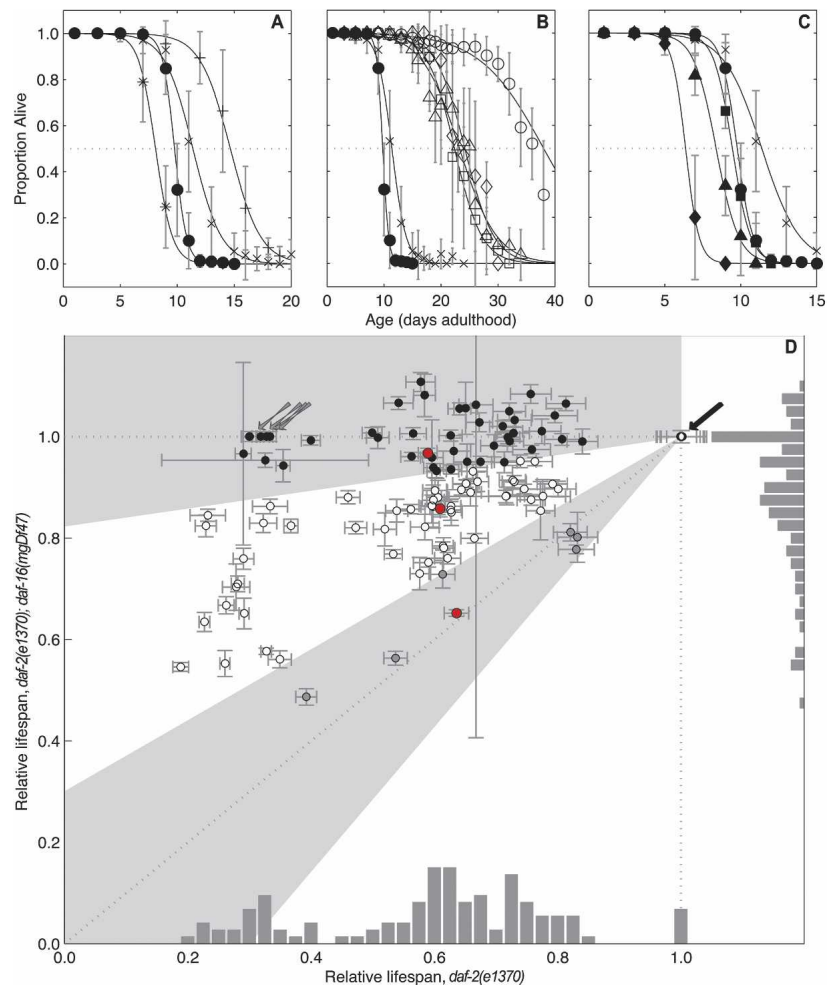 A
B
C
Proportion Alive
1.0
0.8
0.6
0.4
0.2
0.0
0 5 10 15 20
0 10 20 30 40
0 5 10 15
Age (days adulthood)
D
Relative lifespan, daf-2(e1370); daf-16(mgDf47)
1.0
0.8
0.6
0.4
0.2
0.0
0.0 0.2 0.4 0.6 0.8 1.0
Relative lifespan, daf-2(e1370)